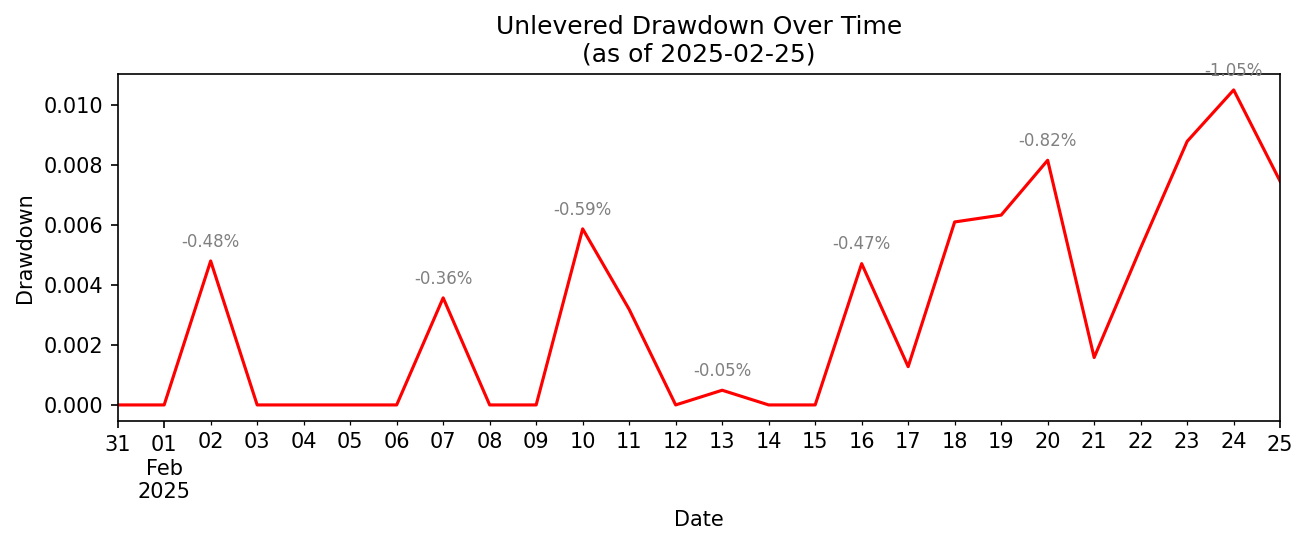 Unlevered Drawdown Over Time
(as of 2025-02-25)
-1.05%
0.010
-0.82%
0.008
-0.59%
0.006
-0.48%
-0.47%
-0.36%
0.004
Drawdown
0.002
-0.05%
0.000
31 01 02 03 04 05 06 07 08 09 10 11 12 13 14 15 16 17 18 19 20 21 22 23 24 25
Feb
2025
Date